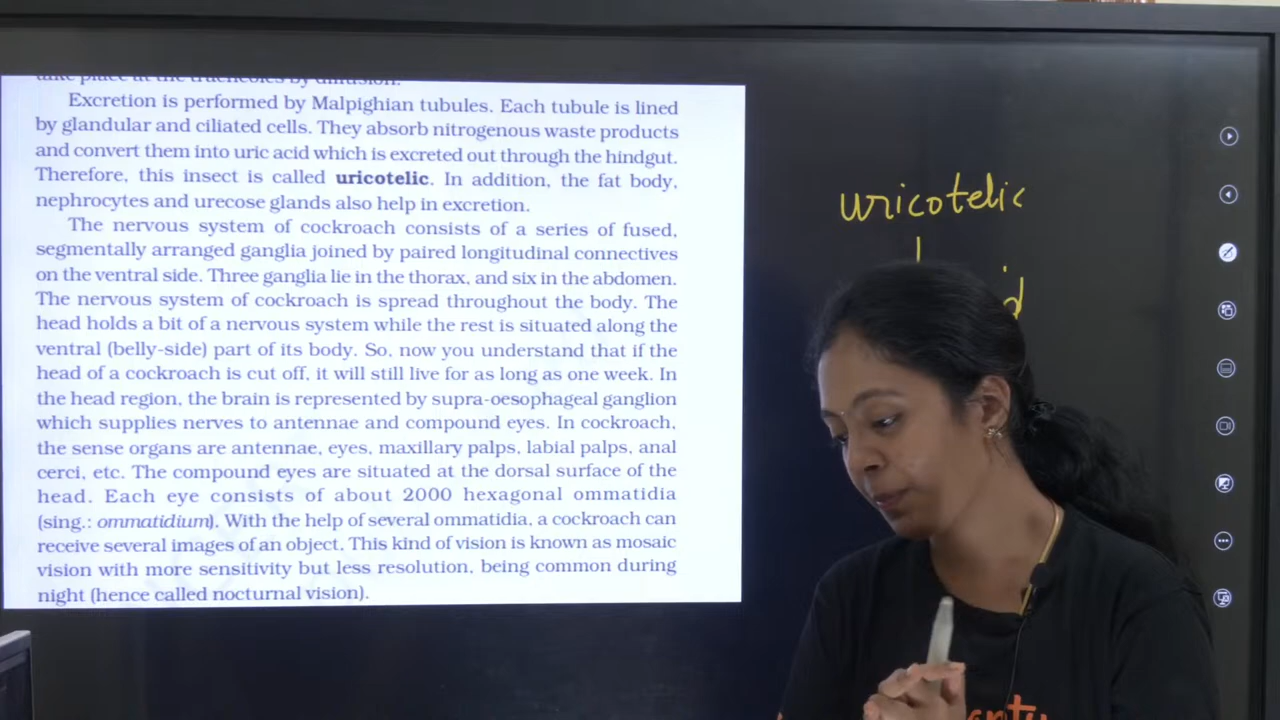 take place at the tracheoles by diffusion.
Excretion is performed by Malpighian tubules. Each tubule is lined
by glandular and ciliated cells. They absorb nitrogenous waste products
and convert them into uric acid which is excreted out through the hindgut.
Therefore, this insect is called uricotelic. In addition, the fat body,
nephrocytes and urecose glands also help in excretion.
The nervous system of cockroach consists of a series of fused,
segmentally arranged ganglia joined by paired longitudinal connectives
on the ventral side. Three ganglia lie in the thorax, and six in the abdomen.
The nervous system of cockroach is spread throughout the body. The
head holds a bit of a nervous system while the rest is situated along the
ventral (belly-side) part of its body. So, now you understand that if the
head of a cockroach is cut off, it will still live for as long as one week. In
the head region, the brain is represented by supra-oesophageal ganglion
which supplies nerves to antennae and compound eyes. In cockroach,
the sense organs are antennae, eyes, maxillary palps, labial palps, anal
cerci, etc. The compound eyes are situated at the dorsal surface of the
head. Each eye consists of about 2000 hexagonal ommatidia
(sing.: ommatidium). With the help of several ommatidia, a cockroach can
receive several images of an object. This kind of vision is known as mosaic
vision with more sensitivity but less resolution, being common during
night (hence called nocturnal vision).
uricotelic